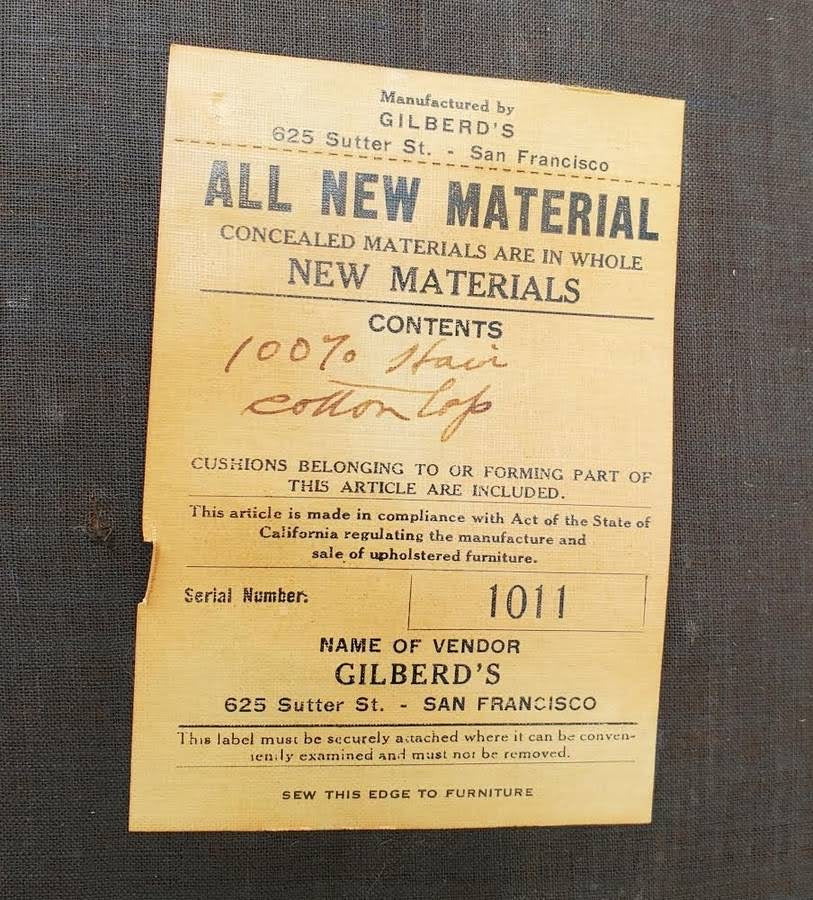 Manufactured by
GILBERD'S
625 Sutter St. - San Francisco
ALL NEW MATERIAL
CONCEALED MATERIALS ARE IN WHOLE
NEW MATERIALS
CONTENTS
100% Hair
cotton top
CUSHIONS BELONGING TO OR FORMING PART OF
THIS ARTICLE ARE INCLUDED.
This article is made in compliance with Act of the State of
California regulating the manufacture and
sale of upholstered furniture.
Serial Number:
1011
NAME OF VENDOR
GILBERD'S
625 Sutter St. - SAN FRANCISCO
This label must be securely attached where it can be conven-
iently examined and must not be removed.
SEW THIS EDGE TO FURNITURE